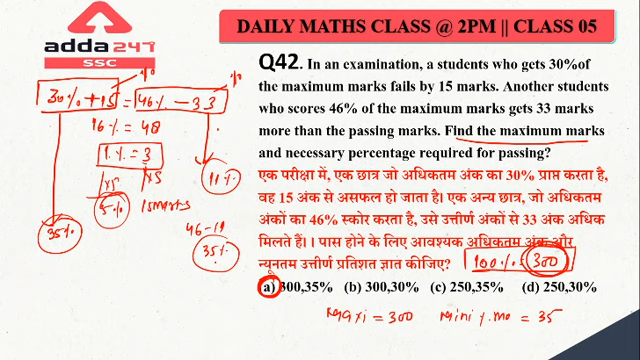 DAILY MATHS CLASS @ 2PM || CLASS 05
adda247
SSC
Q42. In an examination, a students who gets 30%of
the maximum marks fails by 15 marks. Another students
who scores 46% of the maximum marks gets 33 marks
more than the passing marks. Find the maximum marks
and necessary percentage required for passing?
एक परीक्षा में, एक छात्र जो अधिकतम अंक का 30% प्राप्त करता है,
वह 15 अंक से असफल हो जाता है। एक अन्य छात्र, जो अधिकतम
अंकों का 46% स्कोर करता है, उसे उत्तीर्ण अंकों से 33 अंक अधिक
मिलते हैं। । पास होने के लिए आवश्यक अधिकतम अंक और
न्यूनतम उत्तीर्ण प्रतिशत ज्ञात कीजिए?
100% = 300
(a) 300,35% (b) 300,30% (c) 250,35% (d) 250,30%
= 300 = 35
30% + 15 = 46% - 33
16% = 48
1% = 3
x5 x5
5% 15marks
11%
35%
46-11
35%